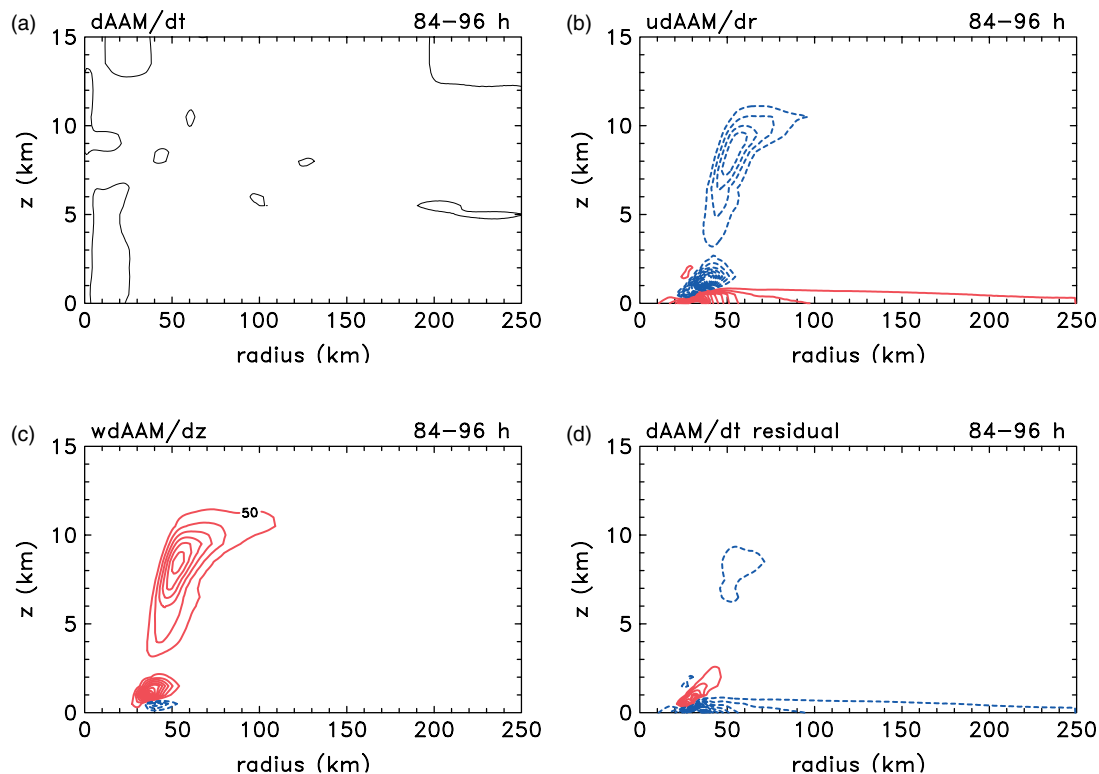 (a) dAAM/dt 84–96 h
15
10
5
0
z (km)
0 50 100 150 200 250
radius (km)
(b) udAAM/dr 84–96 h
15
10
5
0
z (km)
0 50 100 150 200 250
radius (km)
(c) wdAAM/dz 84–96 h
15
10
5
0
z (km)
50
0 50 100 150 200 250
radius (km)
(d) dAAM/dt residual 84–96 h
15
10
5
0
z (km)
0 50 100 150 200 250
radius (km)